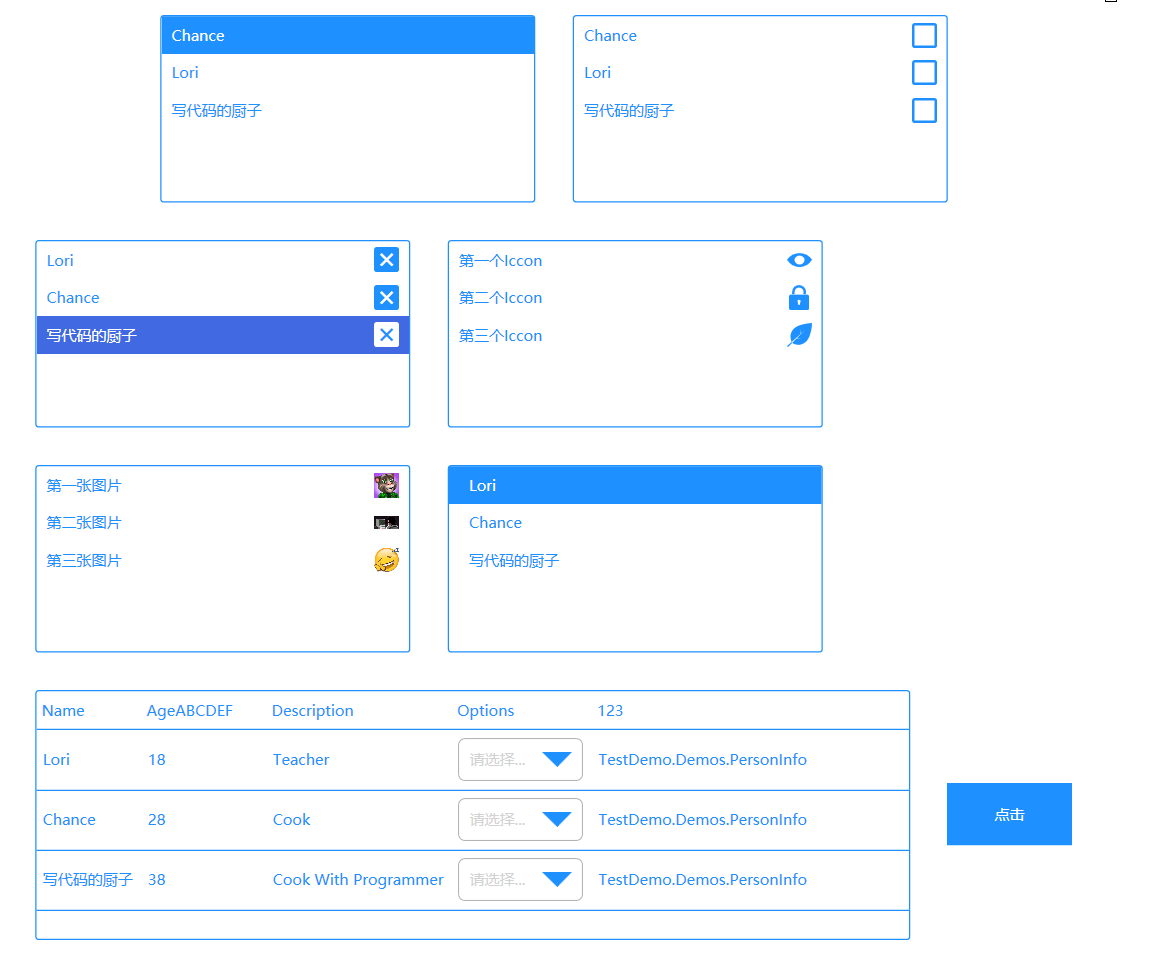 Chance
Lori
写代码的厨子
Chance
Lori
写代码的厨子
Lori
Chance
写代码的厨子
第一个Iccon
第二个Iccon
第三个Iccon
第一张图片
第二张图片
第三张图片
Lori
Chance
写代码的厨子
Name AgeABCDEF Description Options 123
Lori 18 Teacher 请选择... TestDemo.Demos.PersonInfo
Chance 28 Cook 请选择... TestDemo.Demos.PersonInfo
写代码的厨子 38 Cook With Programmer 请选择... TestDemo.Demos.PersonInfo
点击